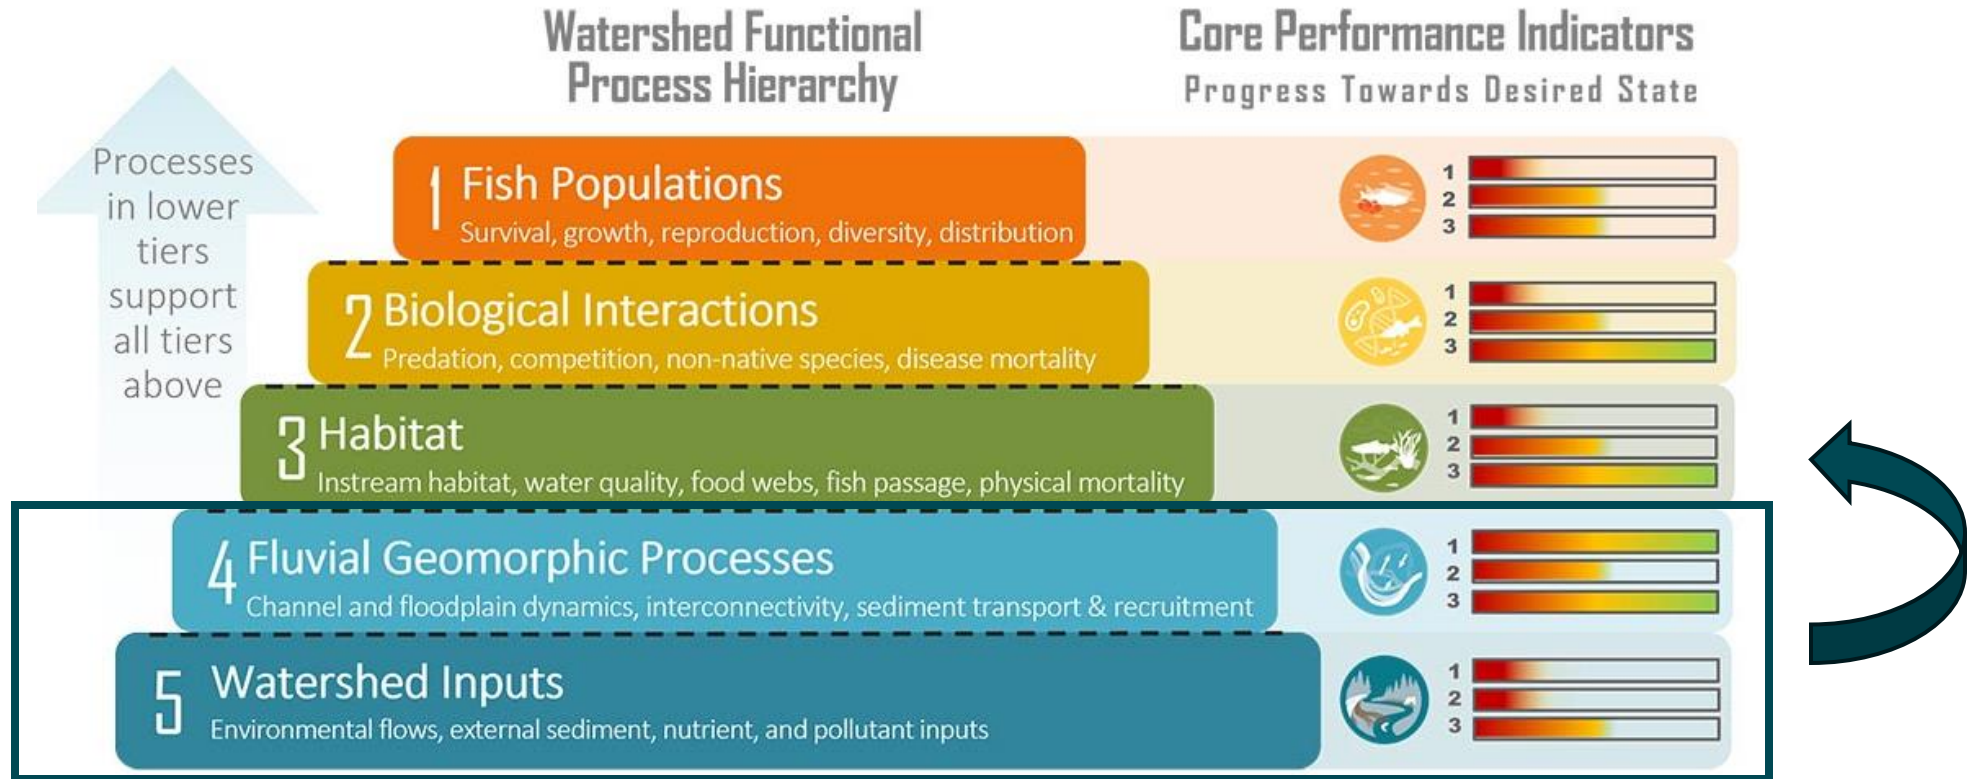 Watershed Functional
Process Hierarchy
Core Performance Indicators
Progress Towards Desired State
Processes
in lower
tiers
support
all tiers
above
1 Fish Populations
Survival, growth, reproduction, diversity, distribution
1
2
3
2 Biological Interactions
Predation, competition, non-native species, disease mortality
1
2
3
3 Habitat
Instream habitat, water quality, food webs, fish passage, physical mortality
1
2
3
4 Fluvial Geomorphic Processes
Channel and floodplain dynamics, interconnectivity, sediment transport & recruitment
1
2
3
5 Watershed Inputs
Environmental flows, external sediment, nutrient, and pollutant inputs
1
2
3